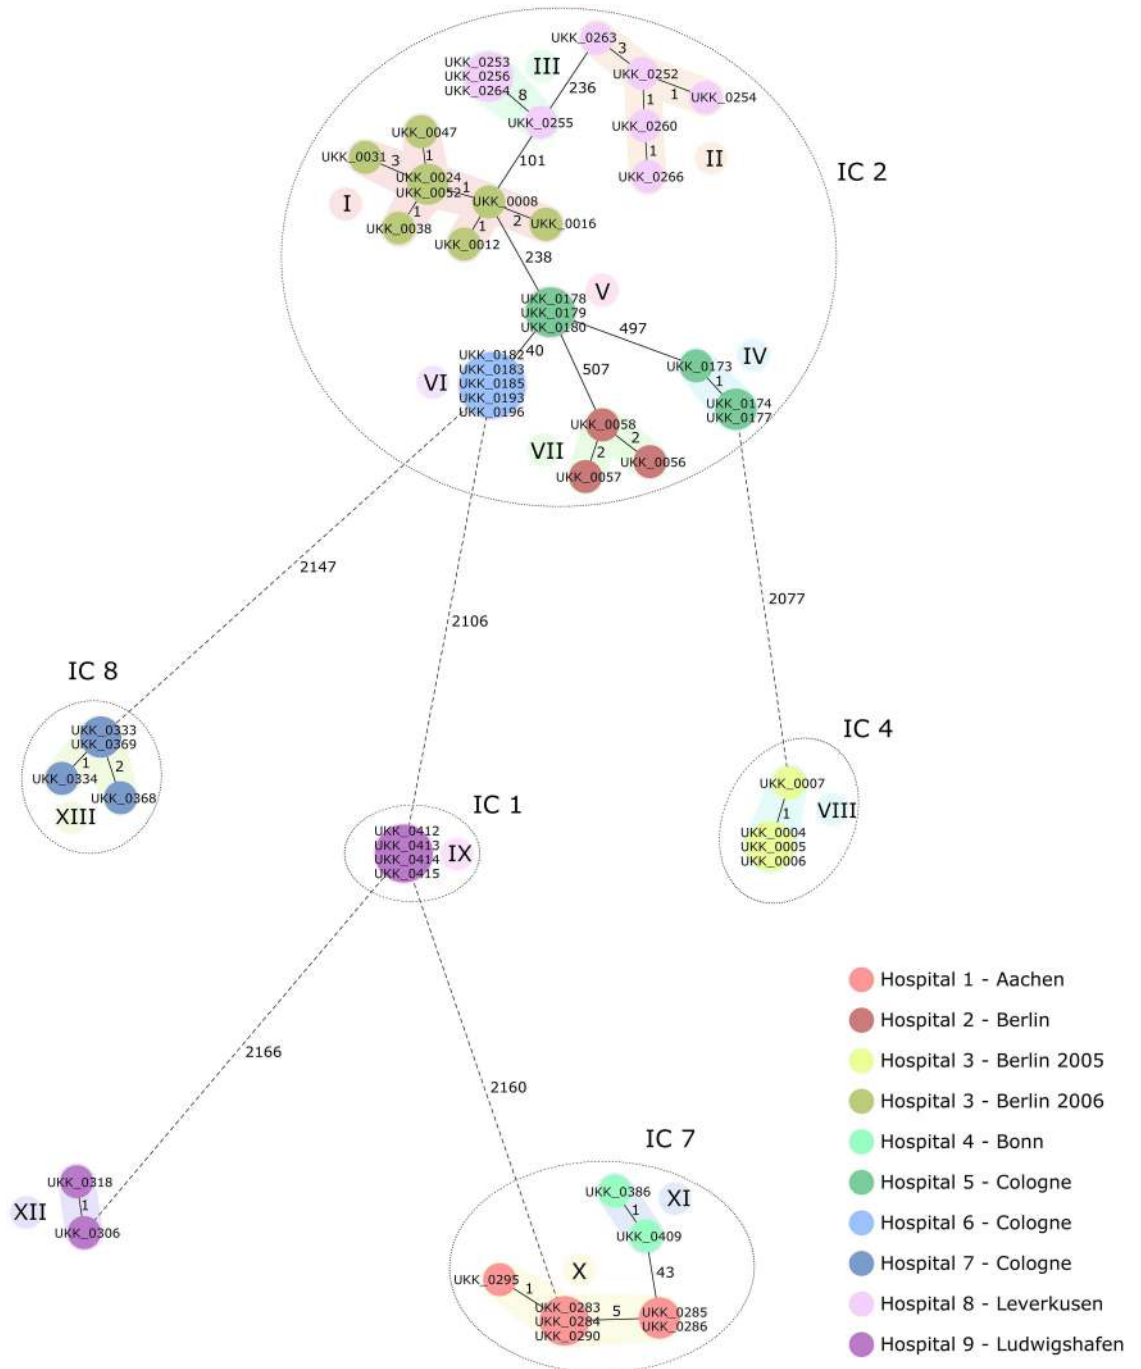 UKK_0263
3
UKK_0253
UKK_0256
UKK_0264
III
236
UKK_0252
8
1
1
UKK_0254
UKK_0255
UKK_0260
UKK_0047
101
1
II
IC 2
UKK_0031
3
1
UKK_0266
UKK_0024
UKK_0052
1
UKK_0008
I
1
2
UKK_0016
UKK_0038
1
UKK_0012
238
UKK_0178
UKK_0179
UKK_0180
V
497
40
UKK_0182
UKK_0183
UKK_0185
UKK_0193
UKK_0196
VI
507
UKK_0173
IV
1
UKK_0174
UKK_0177
UKK_0058
VII
2
2
UKK_0056
UKK_0057
2147
2106
2077
IC 8
UKK_0333
UKK_0369
1
2
UKK_0334
UKK_0368
XIII
IC 4
UKK_0007
1
VIII
UKK_0004
UKK_0005
UKK_0006
IC 1
UKK_0412
UKK_0413
UKK_0414
UKK_0415
IX
2166
2160
IC 7
UKK_0318
XII
1
UKK_0306
UKK_0386
XI
1
UKK_0409
X
43
UKK_0295
1
UKK_0283
UKK_0284
UKK_0290
5
UKK_0285
UKK_0286
Hospital 1 - Aachen
Hospital 2 - Berlin
Hospital 3 - Berlin 2005
Hospital 3 - Berlin 2006
Hospital 4 - Bonn
Hospital 5 - Cologne
Hospital 6 - Cologne
Hospital 7 - Cologne
Hospital 8 - Leverkusen
Hospital 9 - Ludwigshafen